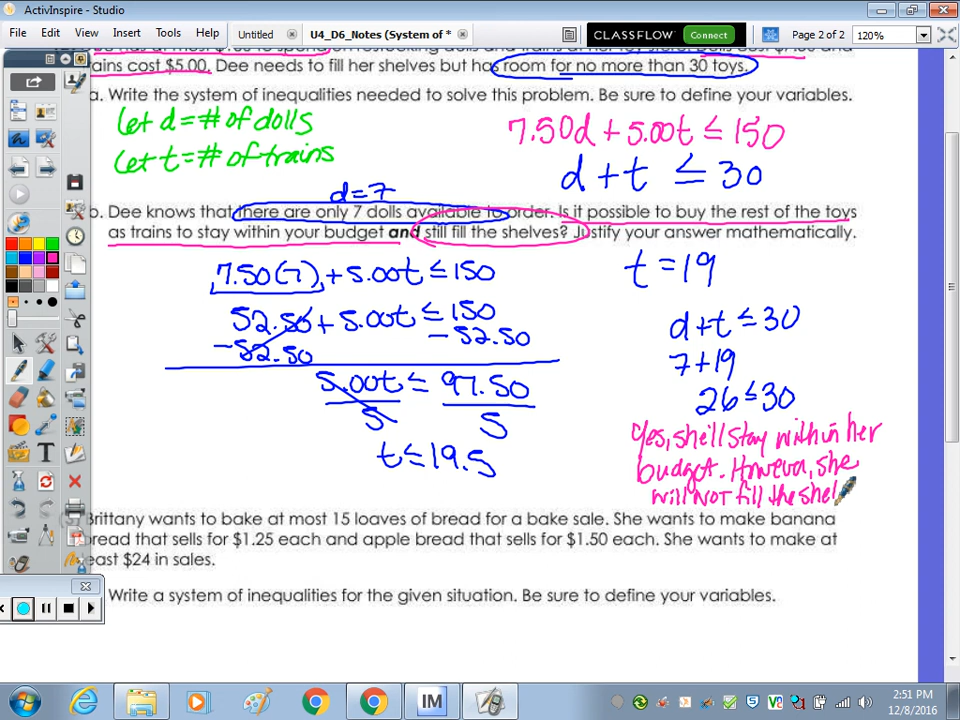 ActivInspire - Studio
File Edit View Insert Tools Help Untitled U4_D6_Notes (System of * CLASSFLOW Connect Page 2 of 2 120%
ains cost $5.00. Dee needs to fill her shelves but has room for no more than 30 toys.
a. Write the system of inequalities needed to solve this problem. Be sure to define your variables.
Let d = # of dolls
Let t = # of trains
7.50d + 5.00t ≤ 150
d + t ≤ 30
d = 7
b. Dee knows that there are only 7 dolls available to order. Is it possible to buy the rest of the toys
as trains to stay within your budget and still fill the shelves? Justify your answer mathematically.
7.50(7) + 5.00t ≤ 150
52.50 + 5.00t ≤ 150
-52.50 -52.50
5.00t ≤ 97.50
5 5
t ≤ 19.5
t = 19
d + t ≤ 30
7 + 19
26 ≤ 30
Yes, she'll stay within her
budget. However, she
will NOT fill the shel
Brittany wants to bake at most 15 loaves of bread for a bake sale. She wants to make banana
bread that sells for $1.25 each and apple bread that sells for $1.50 each. She wants to make at
least $24 in sales.
Write a system of inequalities for the given situation. Be sure to define your variables.
IM
2:51 PM
12/8/2016